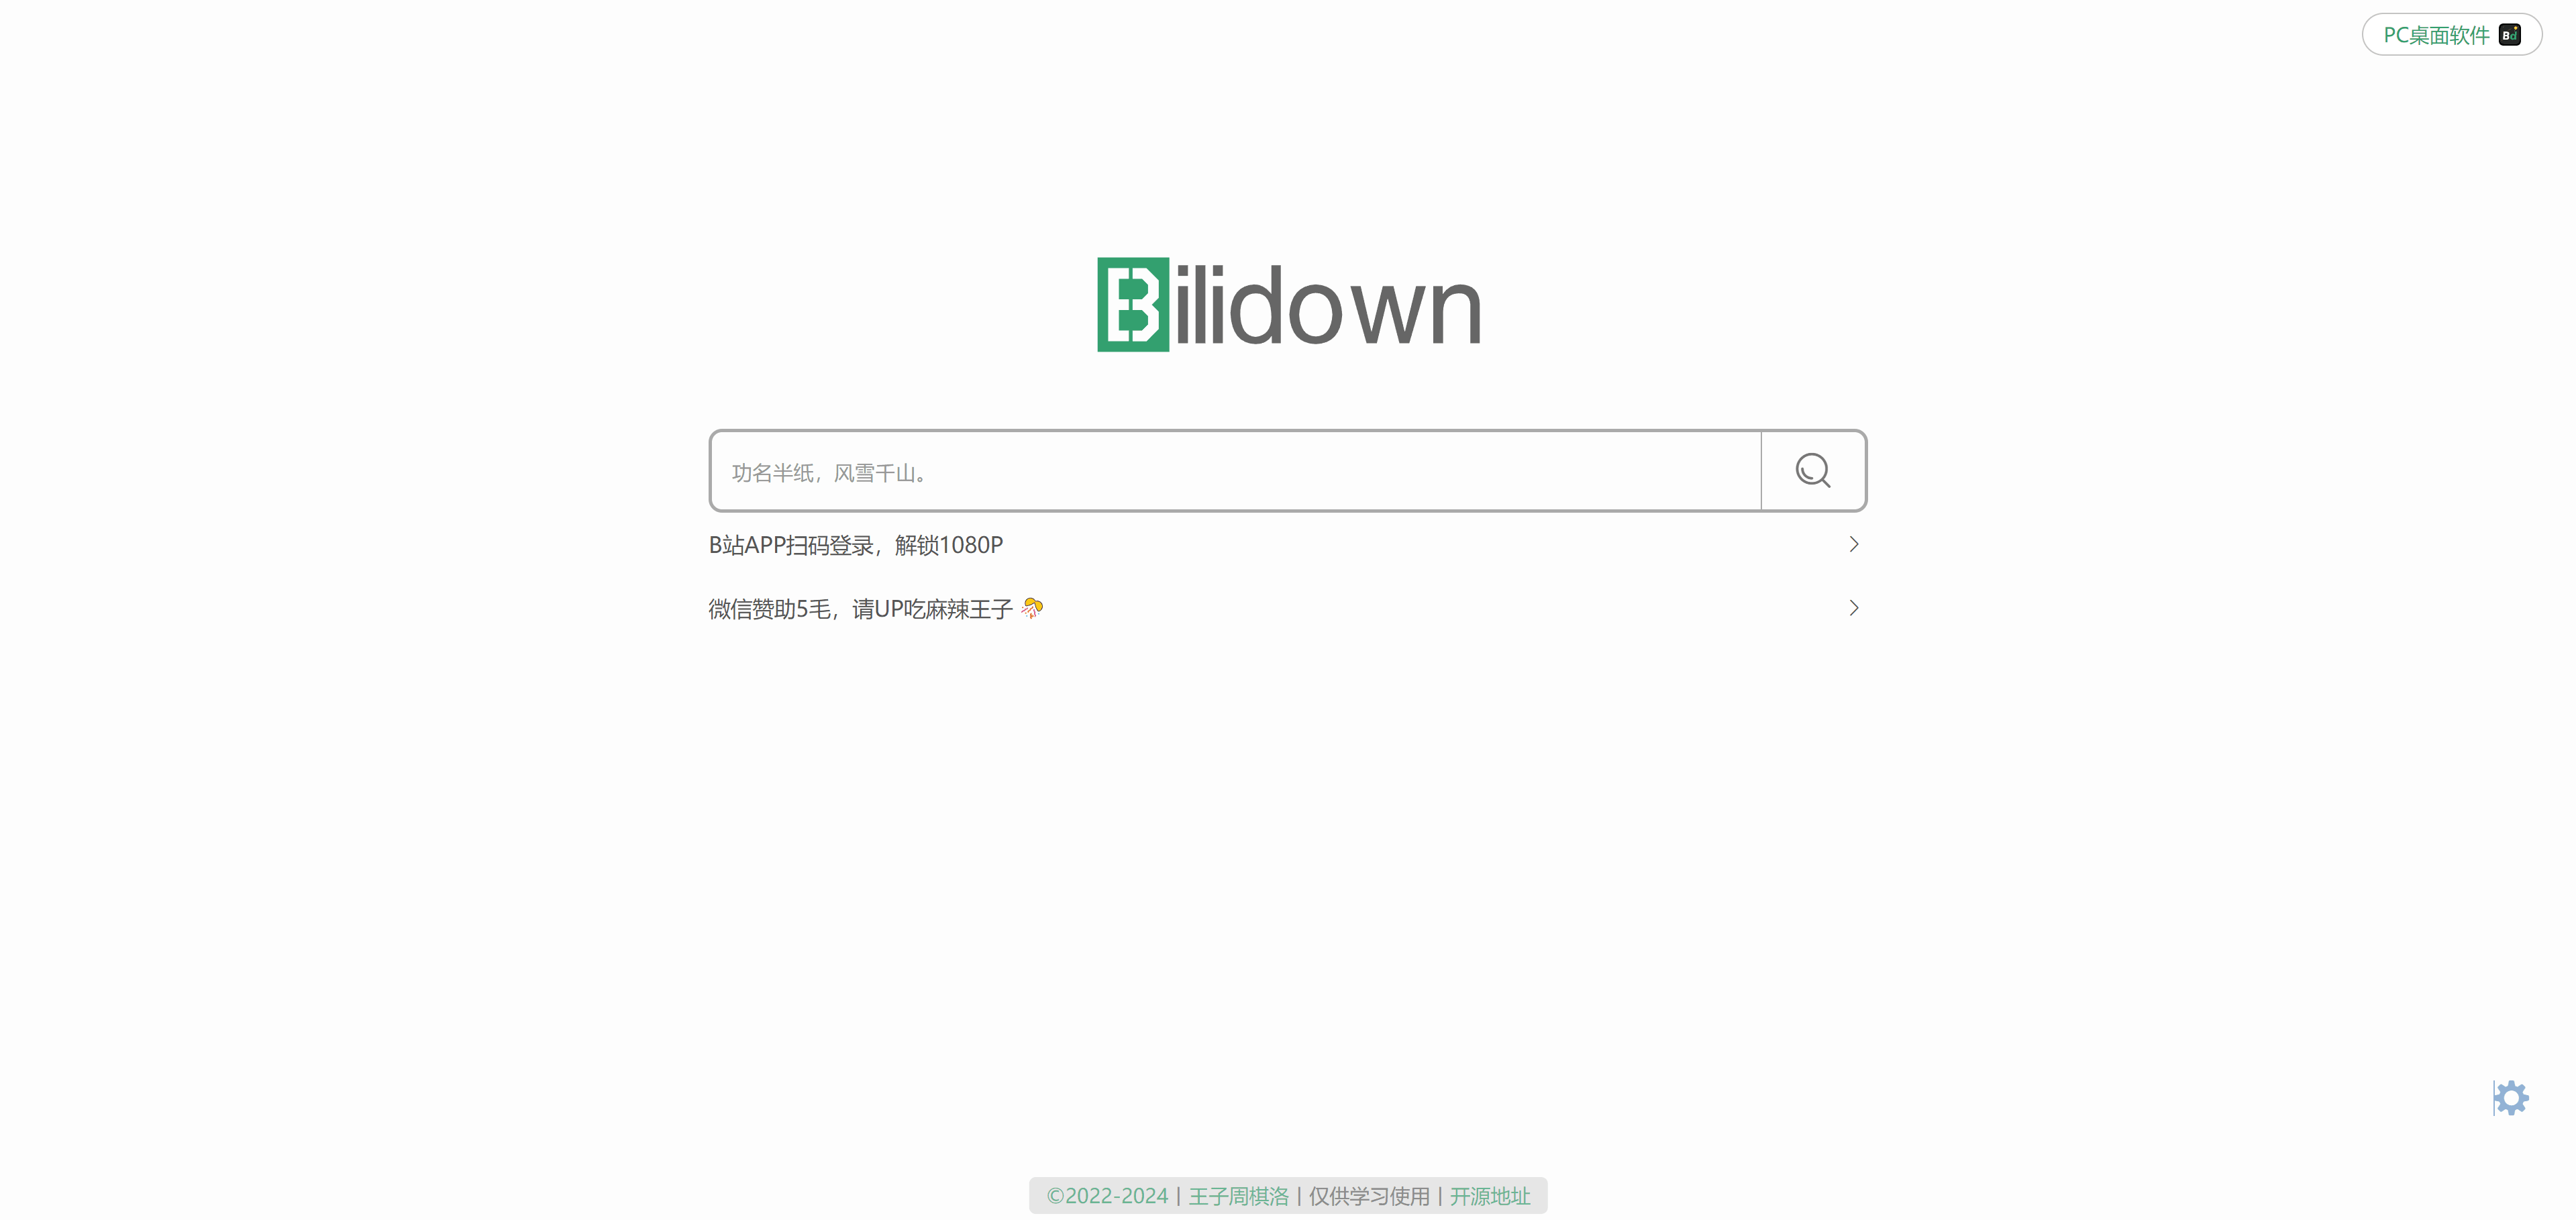 PC桌面软件 Bd
Bilidown
功名半纸，风雪千山。
B站APP扫码登录，解锁1080P
微信赞助5毛，请UP吃麻辣王子
©2022-2024 | 王子周棋洛 | 仅供学习使用 | 开源地址